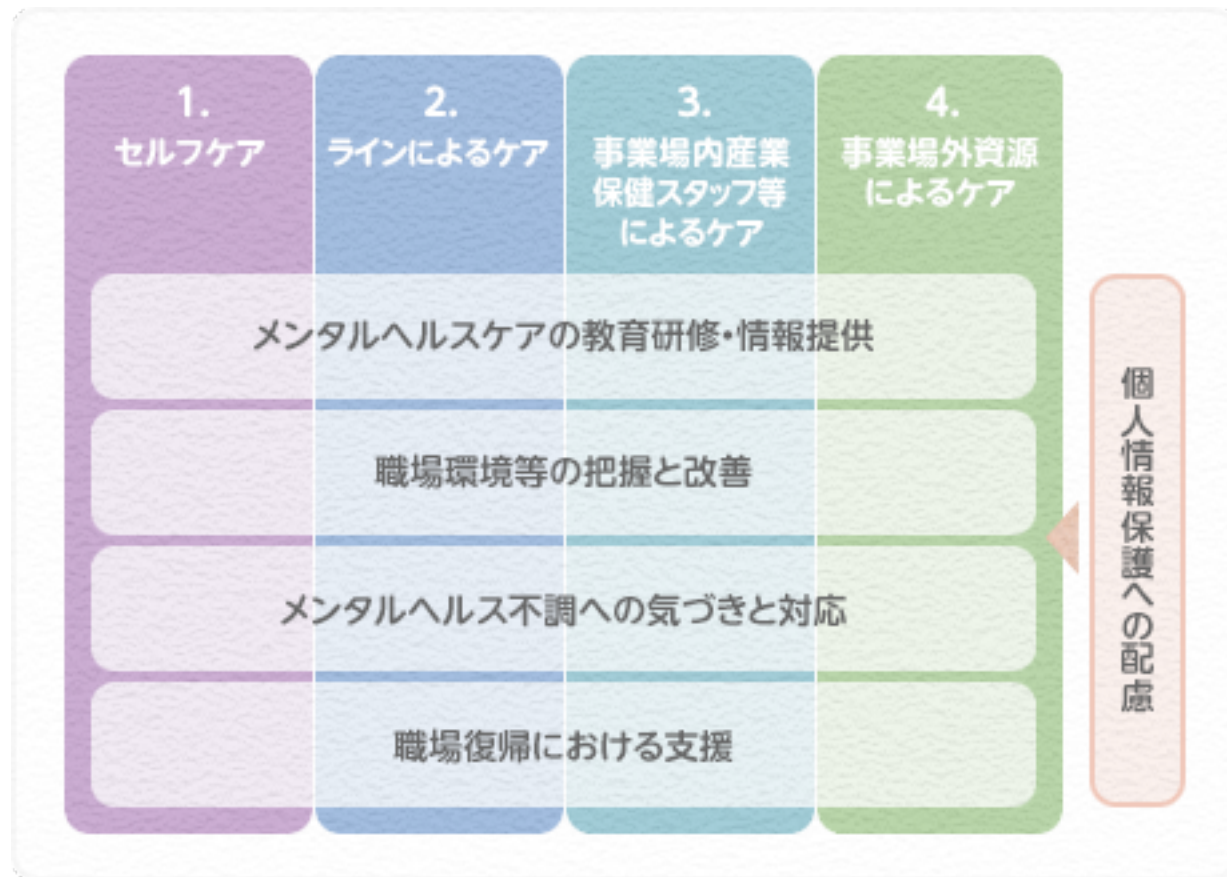 1.
セルフケア
2.
ラインによるケア
3.
事業場内産業
保健スタッフ等
によるケア
4.
事業場外資源
によるケア
メンタルヘルスケアの教育研修・情報提供
職場環境等の把握と改善
メンタルヘルス不調への気づきと対応
職場復帰における支援
個人情報保護への配慮